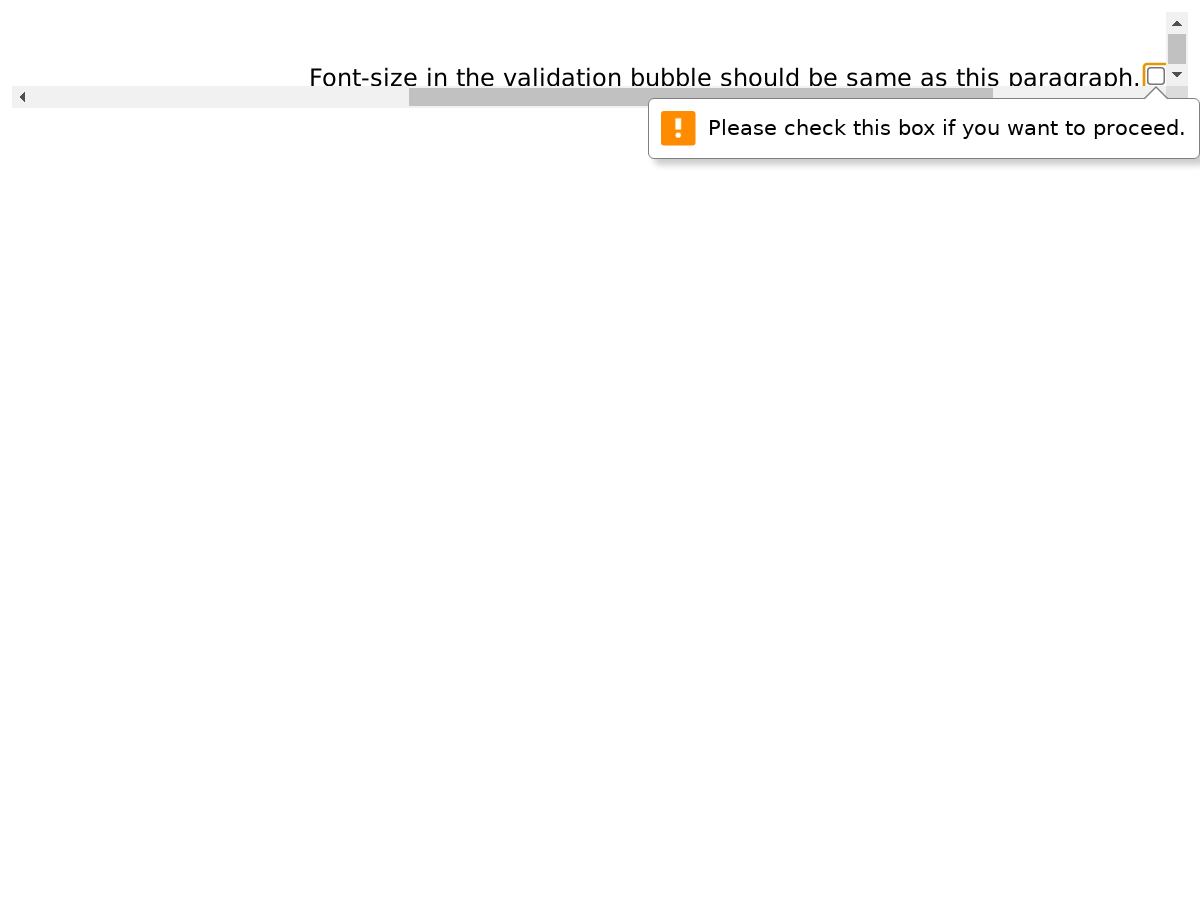 Font-size in the validation bubble should be same as this paragraph.
Please check this box if you want to proceed.